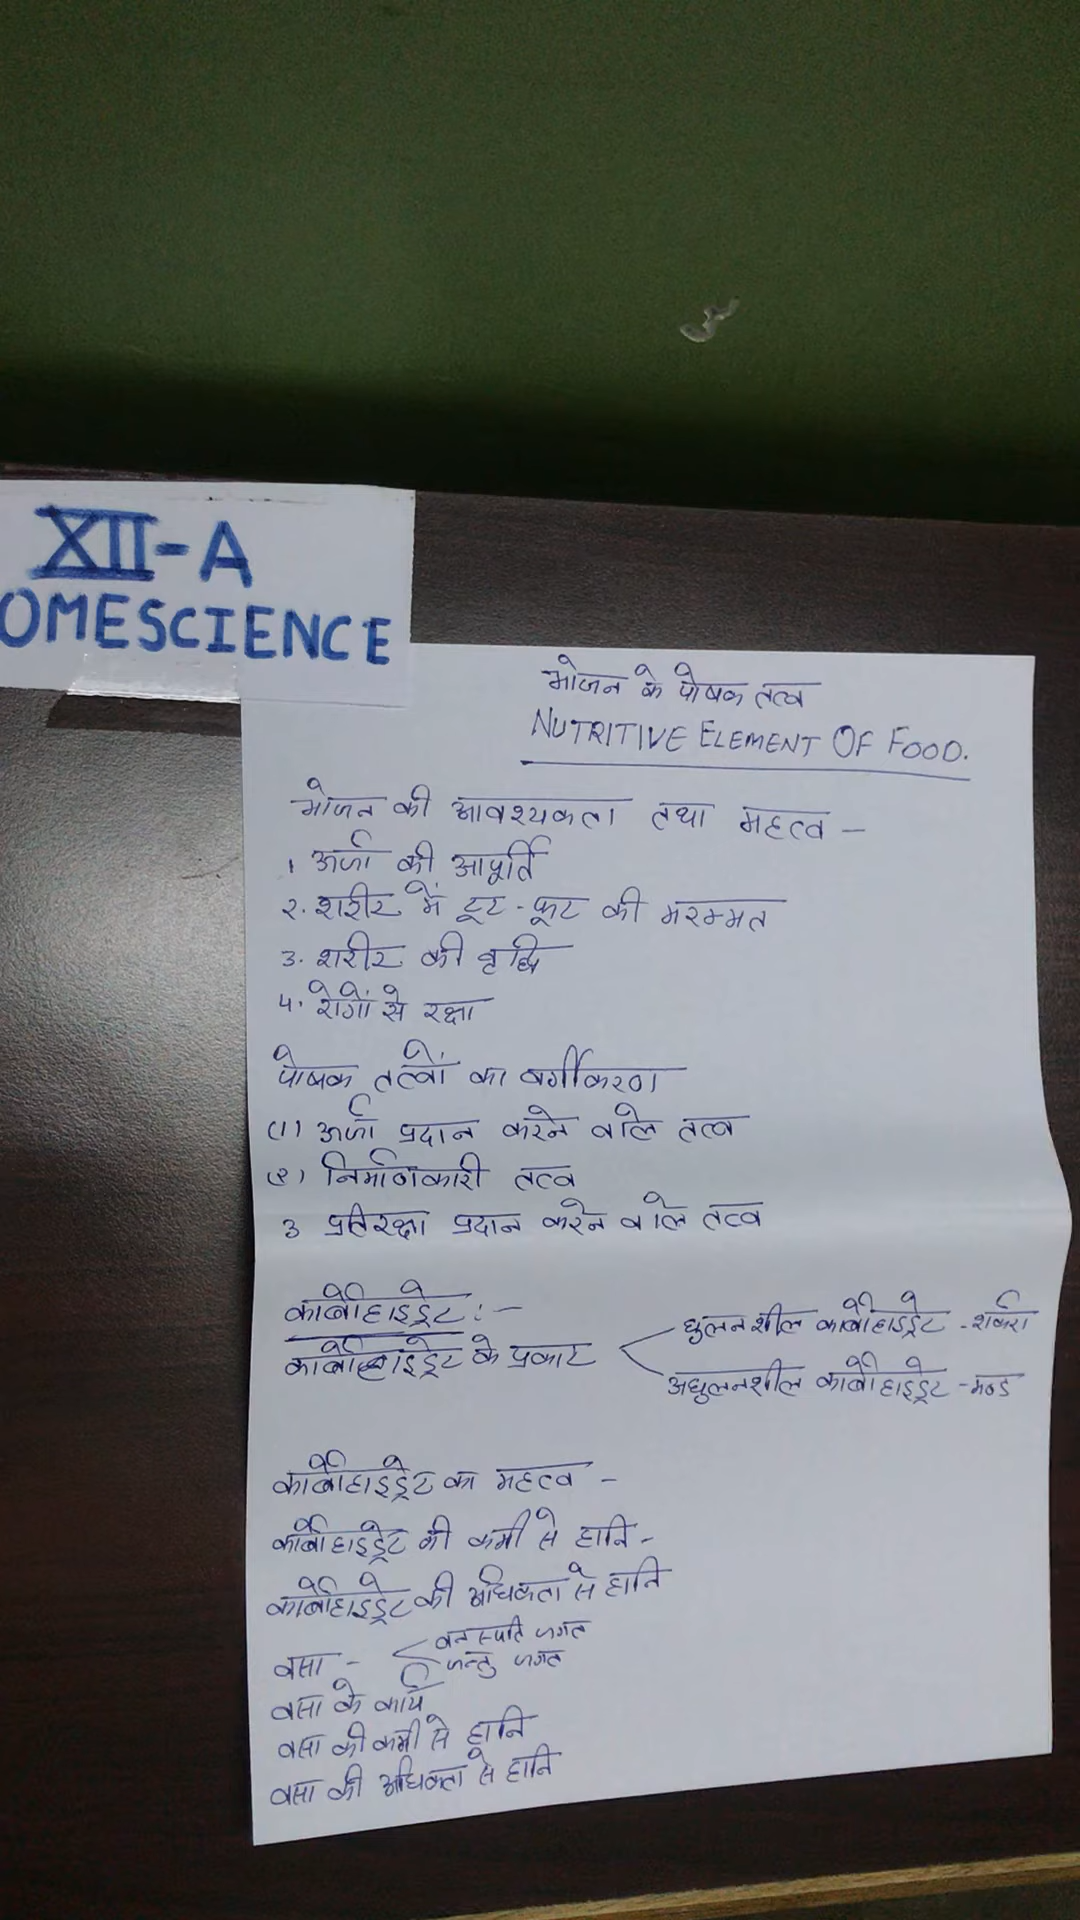 XII-A
OMESCIENCE
भोजन के पोषक तत्व
NUTRITIVE ELEMENT OF FOOD.
भोजन की आवश्यकता तथा महत्व -
1 ऊर्जा की आपूर्ति
२. शरीर में टूट-फूट की मरम्मत
3. शरीर की वृद्धि
4. रोगों से रक्षा
पोषक तत्वों का वर्गीकरण
(1) ऊर्जा प्रदान करने वाले तत्व
(२) निर्माणकारी तत्व
3 प्रतिरक्षा प्रदान करने वाले तत्व
कार्बोहाइड्रेट :-
कार्बोहाइड्रेट के प्रकार
घुलनशील कार्बोहाइड्रेट - शर्करा
अघुलनशील कार्बोहाइड्रेट - मण्ड
कार्बोहाइड्रेट का महत्व -
कार्बोहाइड्रेट की कमी से हानि -
कार्बोहाइड्रेट की अधिकता से हानि
वसा -
वनस्पति जगत
जन्तु जगत
वसा के कार्य
वसा की कमी से हानि
वसा की अधिकता से हानि